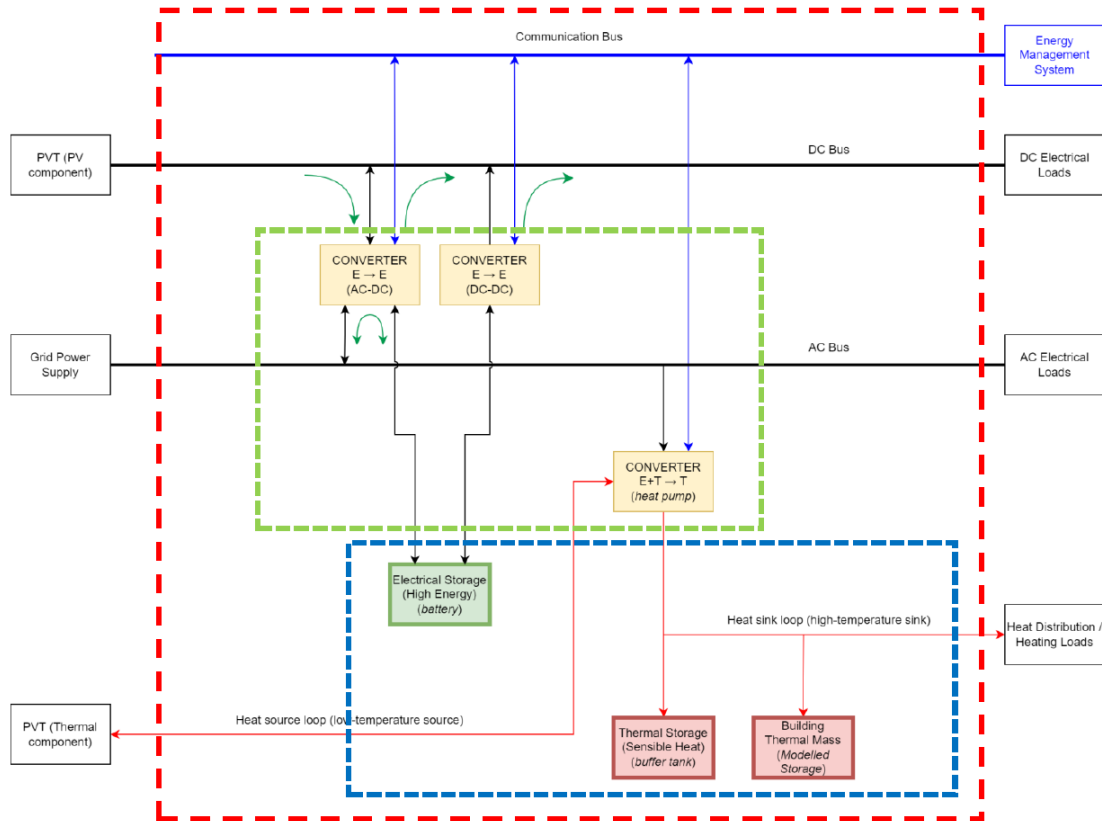 Communication Bus
Energy
Management
System
PVT (PV
component)
DC Bus
DC Electrical
Loads
CONVERTER
E → E
(AC-DC)
CONVERTER
E → E
(DC-DC)
Grid Power
Supply
AC Bus
AC Electrical
Loads
CONVERTER
E+T → T
(heat pump)
Electrical Storage
(High Energy)
(battery)
Heat sink loop (high-temperature sink)
Heat Distribution /
Heating Loads
PVT (Thermal
component)
Heat source loop (low-temperature source)
Thermal Storage
(Sensible Heat)
(buffer tank)
Building
Thermal Mass
(Modelled
Storage)